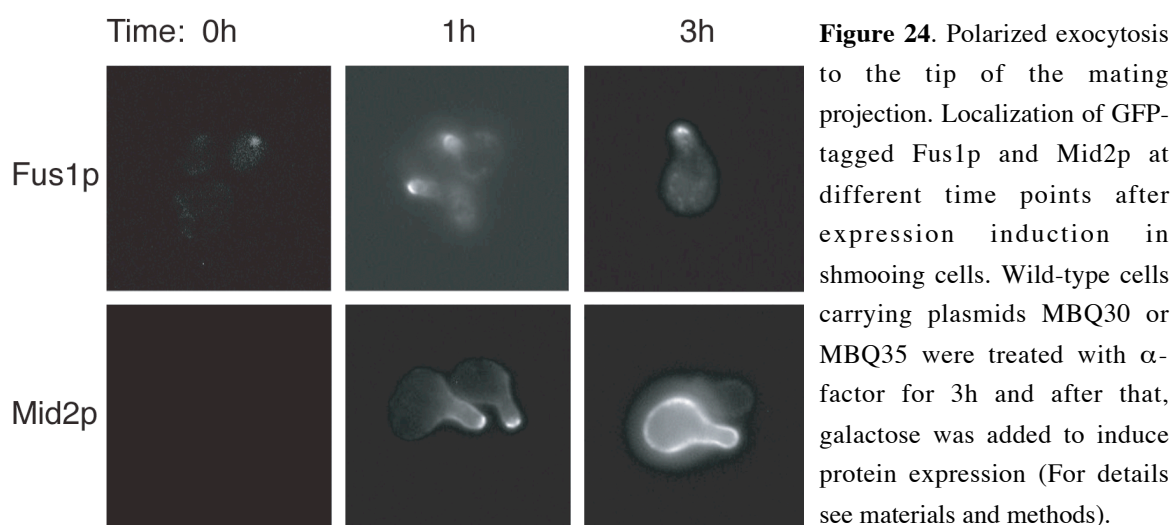 Time: 0h 1h 3h
Fus1p
Mid2p
Figure 24. Polarized exocytosis
to the tip of the mating
projection. Localization of GFP-
tagged Fus1p and Mid2p at
different time points after
expression induction in
shmooing cells. Wild-type cells
carrying plasmids MBQ30 or
MBQ35 were treated with α-
factor for 3h and after that,
galactose was added to induce
protein expression (For details
see materials and methods).